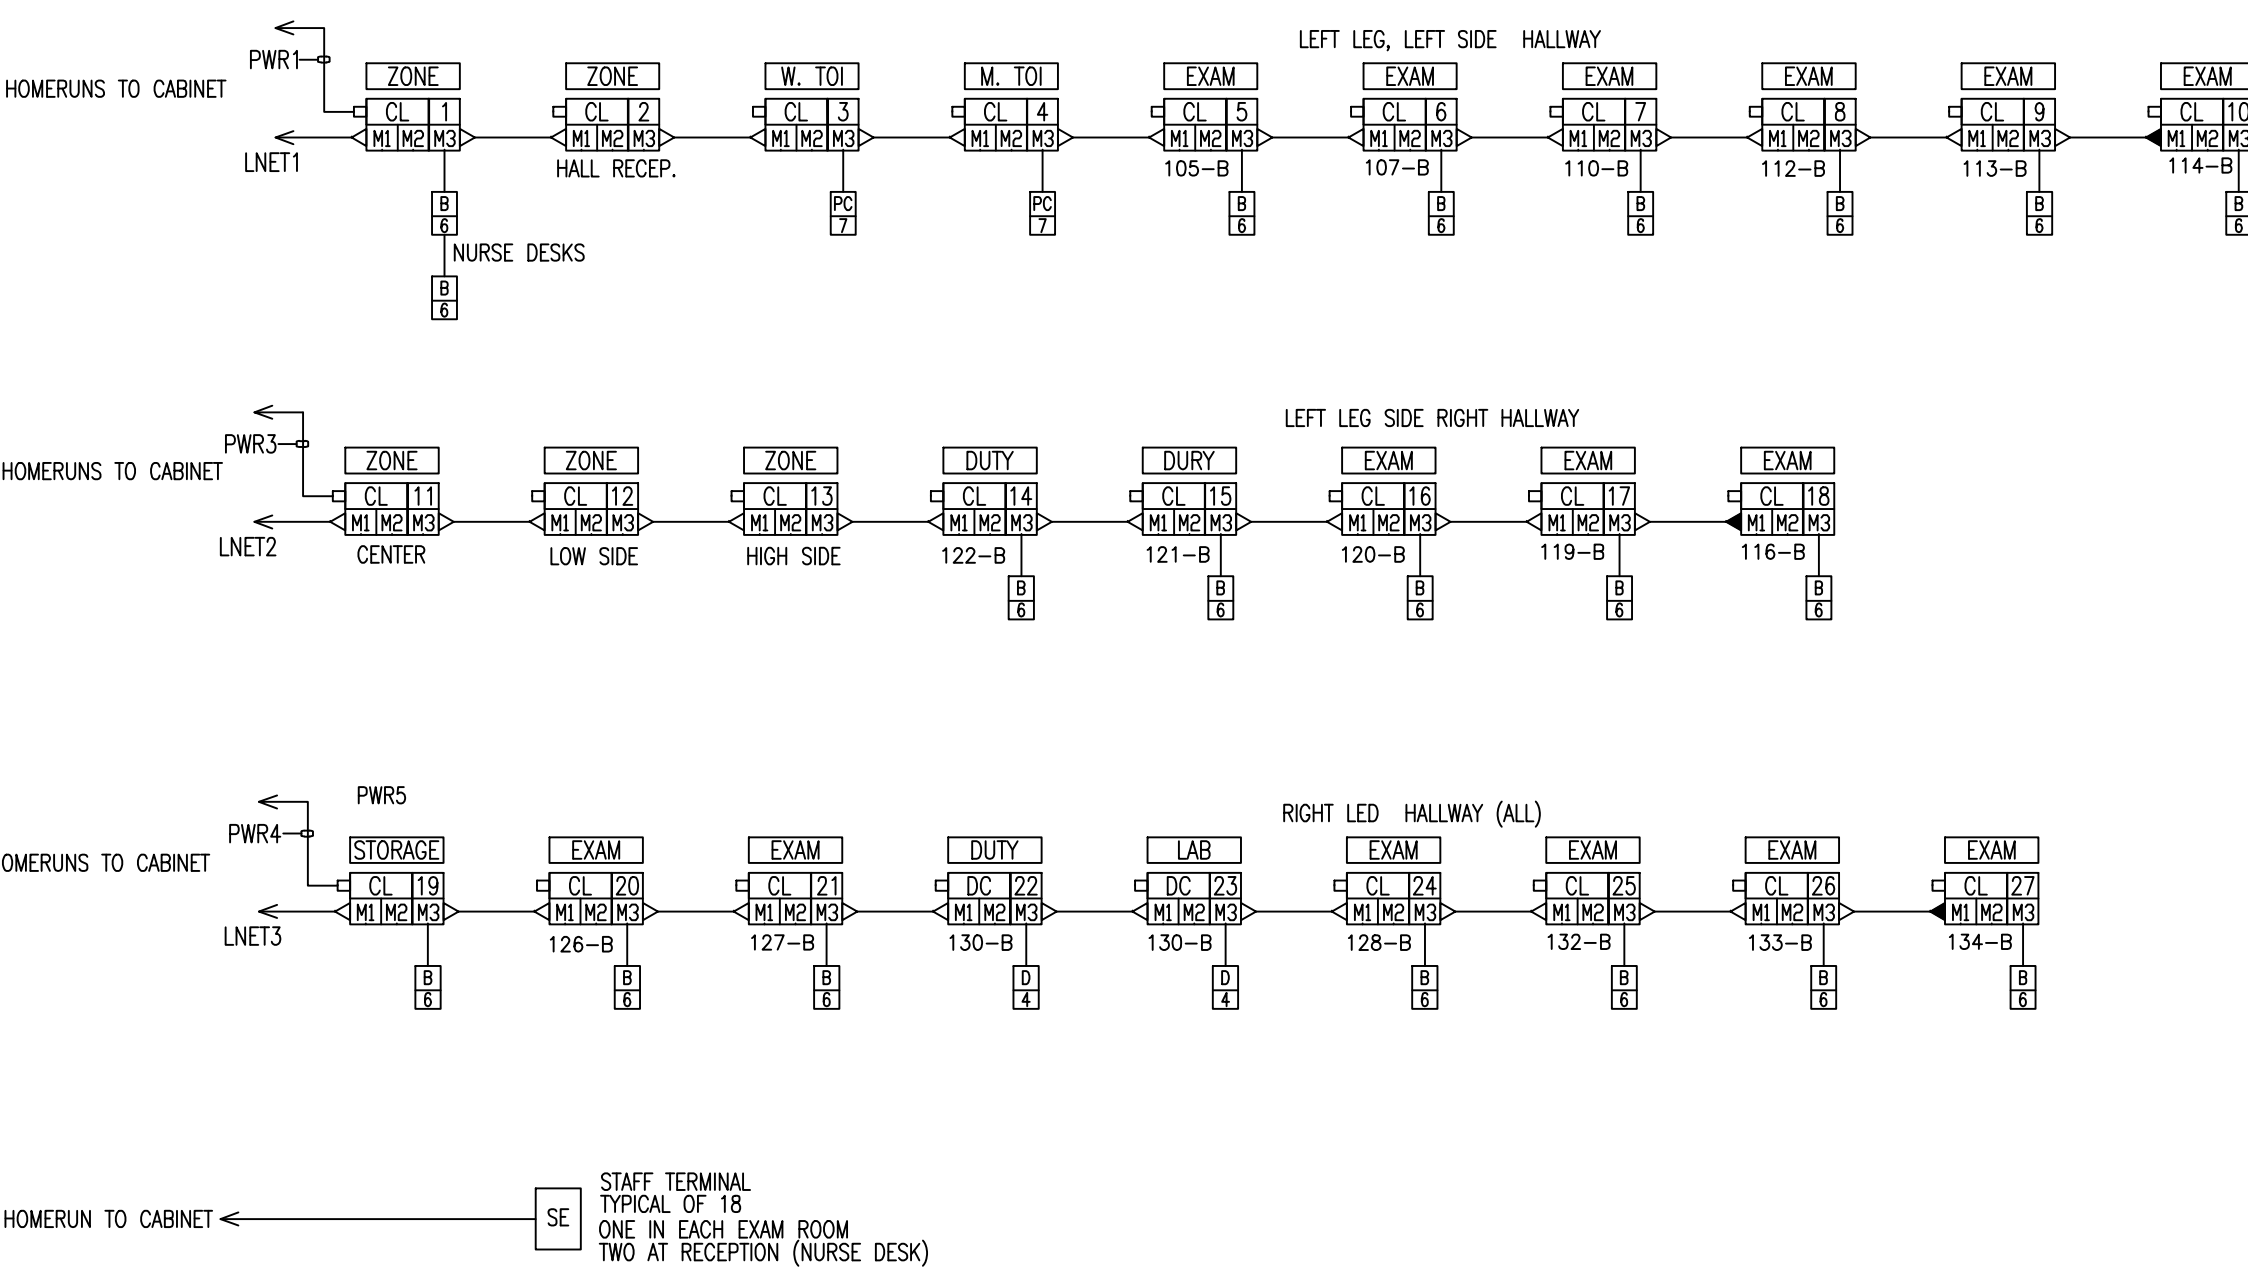 LEFT LEG, LEFT SIDE HALLWAY
PWR1
HOMERUNS TO CABINET
ZONE ZONE W. TOI M. TOI EXAM EXAM EXAM EXAM EXAM EXAM
CL 1 CL 2 CL 3 CL 4 CL 5 CL 6 CL 7 CL 8 CL 9 CL 10
M1 M2 M3 M1 M2 M3 M1 M2 M3 M1 M2 M3 M1 M2 M3 M1 M2 M3 M1 M2 M3 M1 M2 M3 M1 M2 M3 M1 M2 M3
LNET1 HALL RECEP. 105-B 107-B 110-B 112-B 113-B 114-B
B PC PC B B B B B B
6 7 7 6 6 6 6 6 6
NURSE DESKS
B
6
LEFT LEG SIDE RIGHT HALLWAY
PWR3
HOMERUNS TO CABINET
ZONE ZONE ZONE DUTY DURY EXAM EXAM EXAM
CL 11 CL 12 CL 13 CL 14 CL 15 CL 16 CL 17 CL 18
M1 M2 M3 M1 M2 M3 M1 M2 M3 M1 M2 M3 M1 M2 M3 M1 M2 M3 M1 M2 M3 M1 M2 M3
LNET2 CENTER LOW SIDE HIGH SIDE 122-B 121-B 120-B 119-B 116-B
B B B B B
6 6 6 6 6
PWR5
RIGHT LED HALLWAY (ALL)
PWR4
OMERUNS TO CABINET
STORAGE EXAM EXAM DUTY LAB EXAM EXAM EXAM EXAM
CL 19 CL 20 CL 21 DC 22 DC 23 CL 24 CL 25 CL 26 CL 27
M1 M2 M3 M1 M2 M3 M1 M2 M3 M1 M2 M3 M1 M2 M3 M1 M2 M3 M1 M2 M3 M1 M2 M3 M1 M2 M3
LNET3 126-B 127-B 130-B 130-B 128-B 132-B 133-B 134-B
B B B D D B B B B
6 6 6 4 4 6 6 6 6
HOMERUN TO CABINET
SE
STAFF TERMINAL
TYPICAL OF 18
ONE IN EACH EXAM ROOM
TWO AT RECEPTION (NURSE DESK)